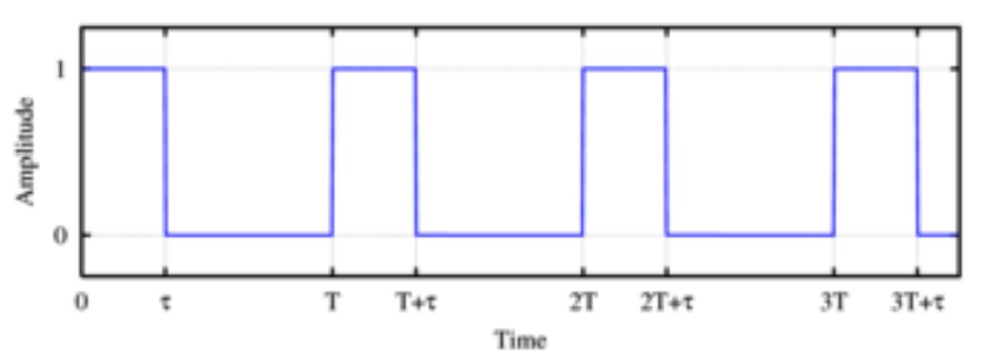 Amplitude
1
0
0 τ T T+τ 2T 2T+τ 3T 3T+τ
Time